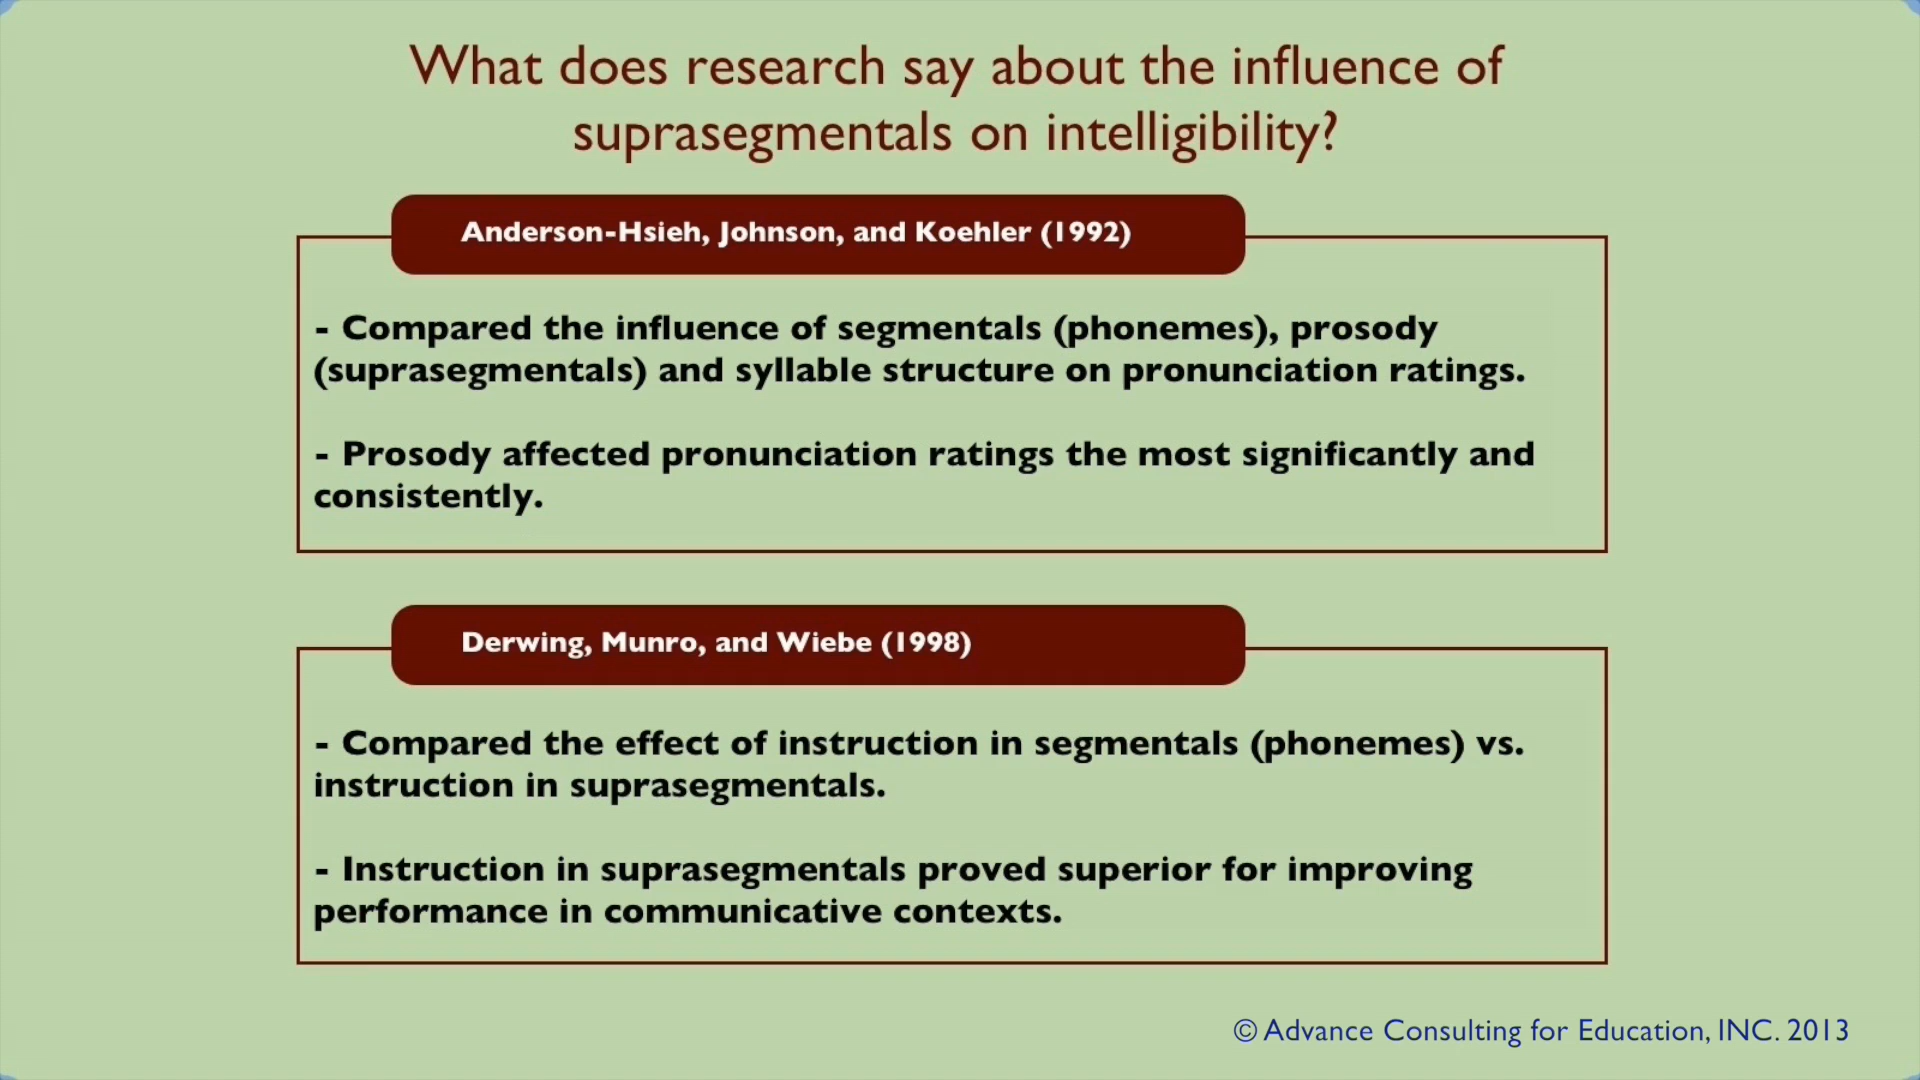 What does research say about the influence of
suprasegmentals on intelligibility?
Anderson-Hsieh, Johnson, and Koehler (1992)
- Compared the influence of segmentals (phonemes), prosody
(suprasegmentals) and syllable structure on pronunciation ratings.
- Prosody affected pronunciation ratings the most significantly and
consistently.
Derwing, Munro, and Wiebe (1998)
- Compared the effect of instruction in segmentals (phonemes) vs.
instruction in suprasegmentals.
- Instruction in suprasegmentals proved superior for improving
performance in communicative contexts.
© Advance Consulting for Education, INC. 2013